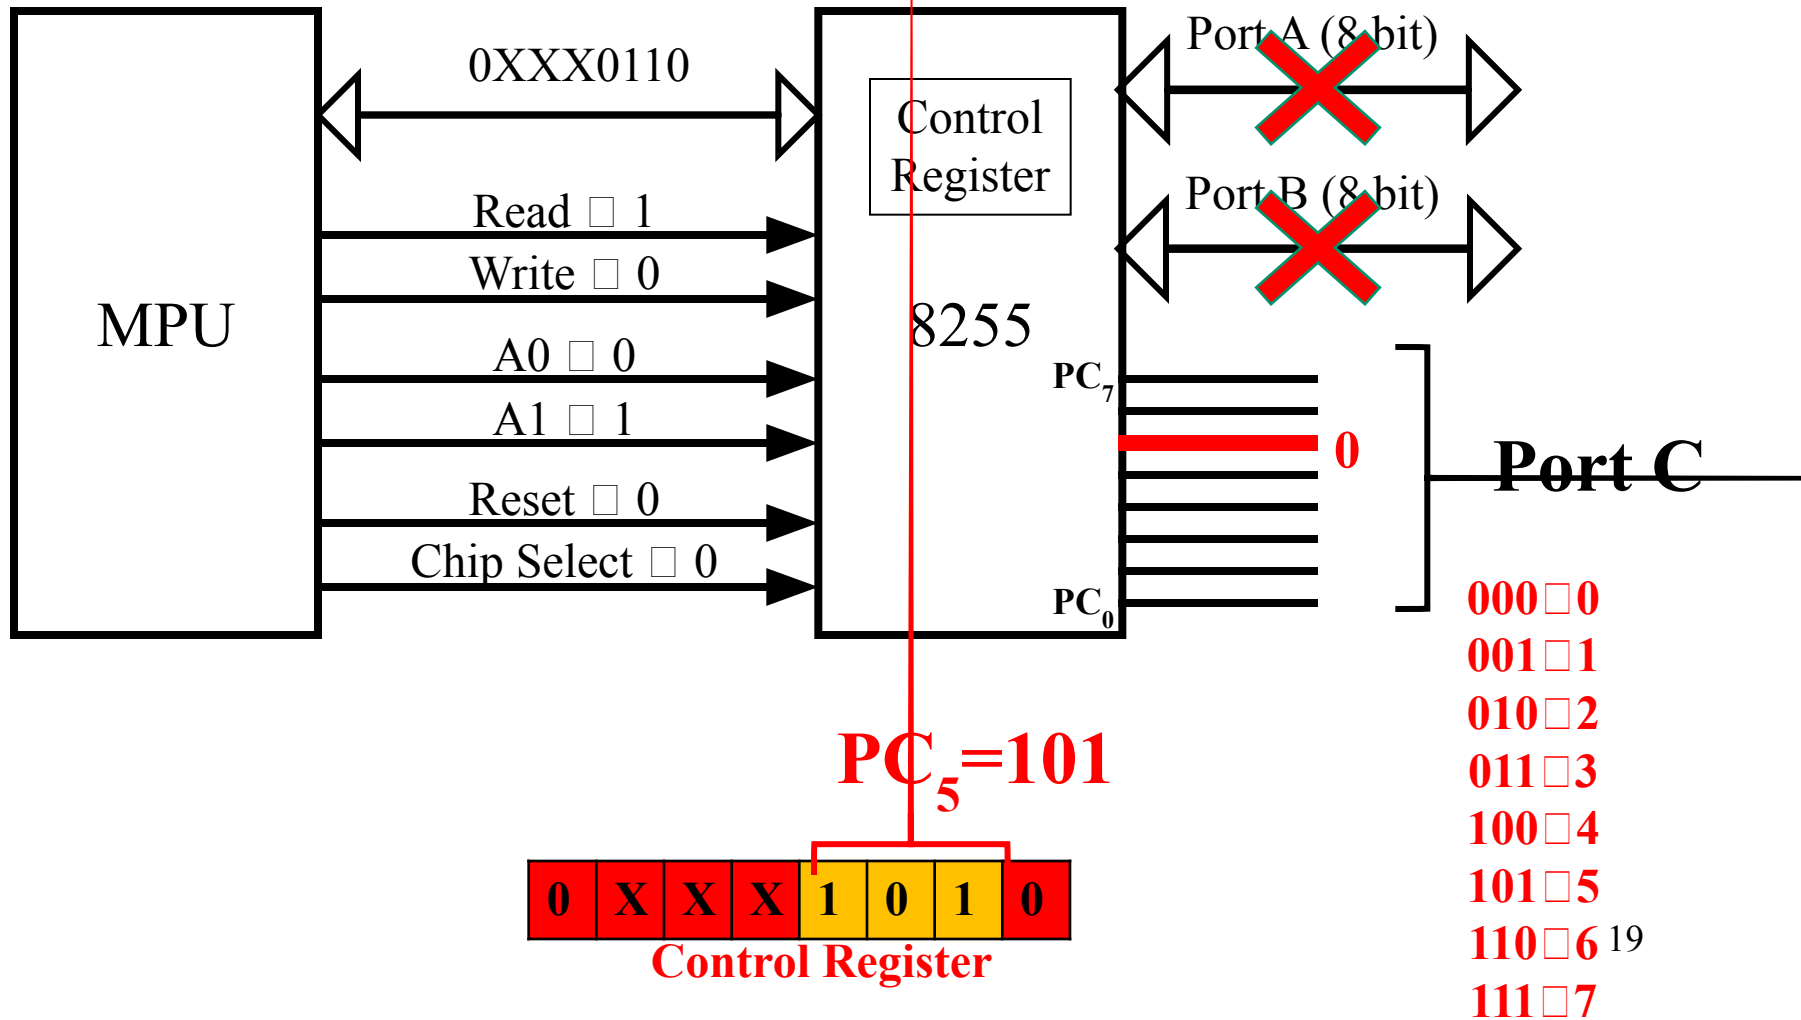 Port A (8 bit)
0XXX0110
Control
Register
Port B (8 bit)
Read □ 1
Write □ 0
MPU
8255
A0 □ 0
PC7
A1 □ 1
0
Port C
Reset □ 0
Chip Select □ 0
PC0
000□0
001□1
010□2
011□3
100□4
101□5
110□6
111□7
PC5=101
0 X X X 1 0 1 0
Control Register
19